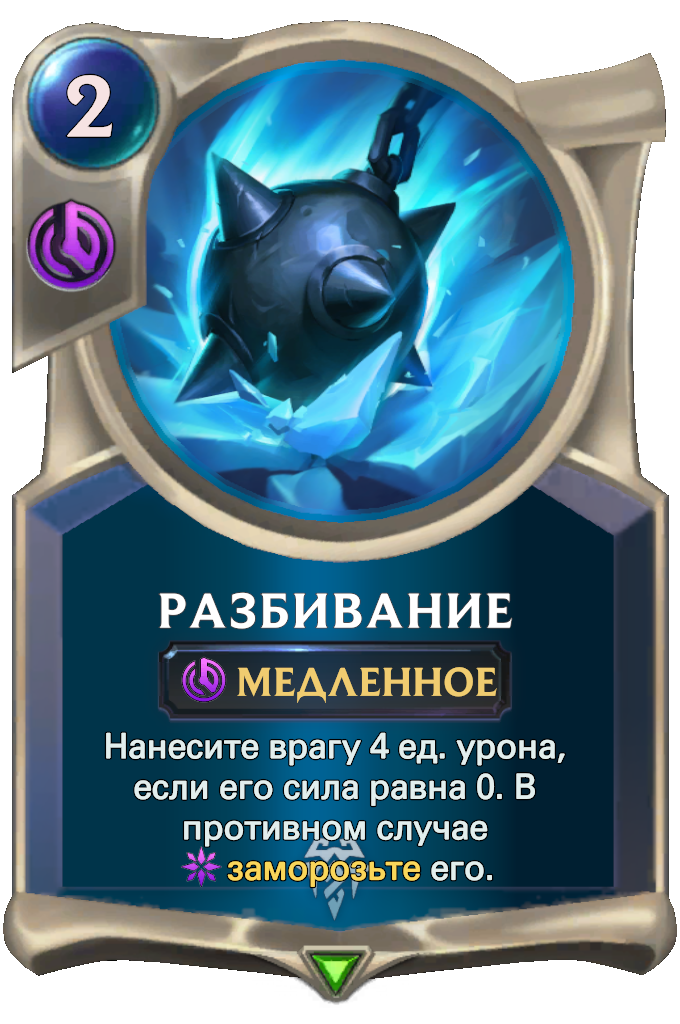 2
РАЗБИВАНИЕ
МЕДЛЕННОЕ
Нанесите врагу 4 ед. урона,
если его сила равна 0. В
противном случае
заморозьте его.